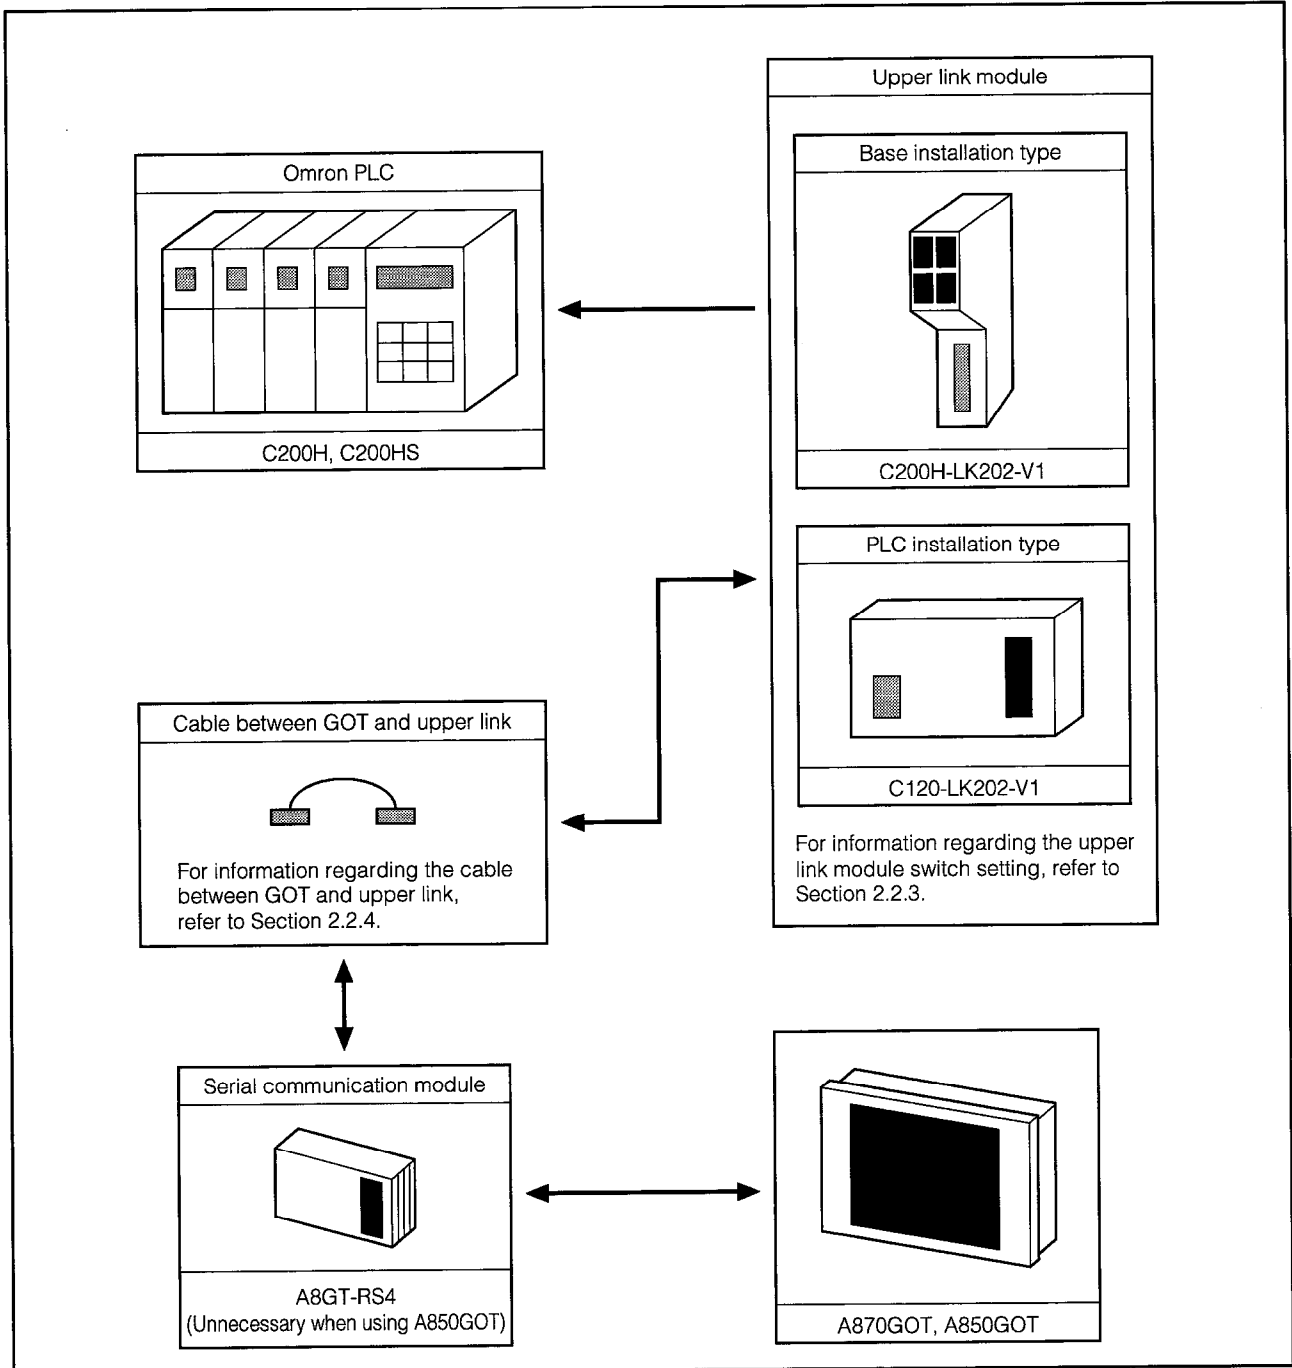 Upper link module
Base installation type
Omron PLC
C200H, C200HS
C200H-LK202-V1
PLC installation type
C120-LK202-V1
For information regarding the upper
link module switch setting, refer to
Section 2.2.3.
Cable between GOT and upper link
For information regarding the cable
between GOT and upper link,
refer to Section 2.2.4.
Serial communication module
A8GT-RS4
(Unnecessary when using A850GOT)
A870GOT, A850GOT